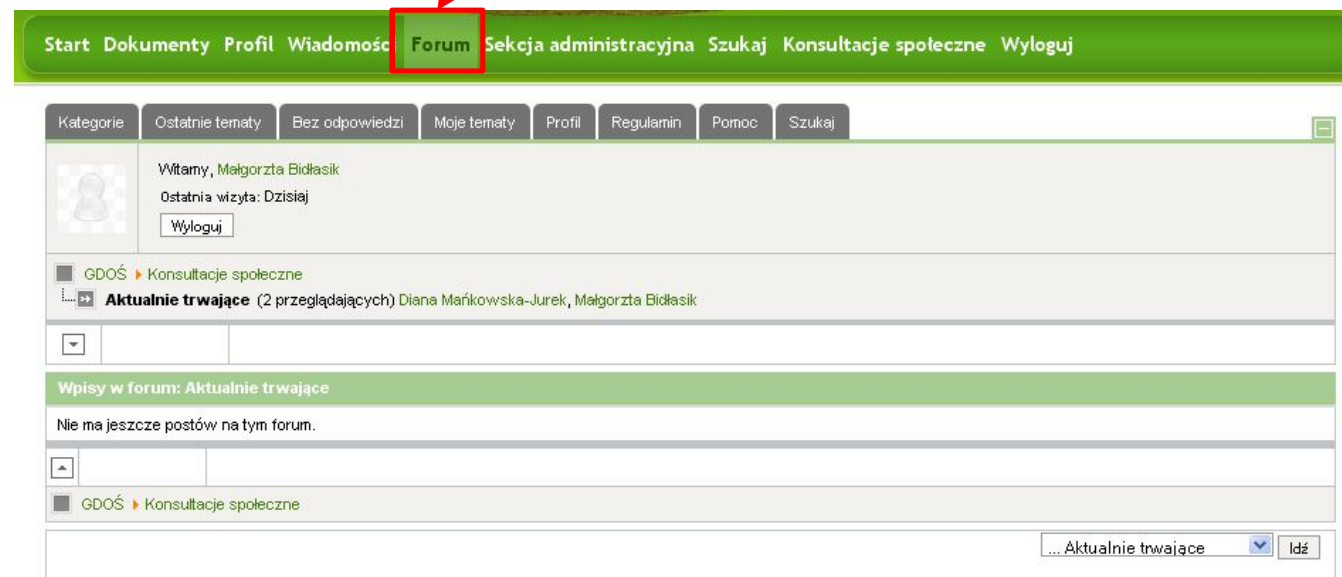 Start Dokumenty Profil Wiadomości Forum Sekcja administracyjna Szukaj Konsultacje społeczne Wyloguj
Kategorie Ostatnie tematy Bez odpowiedzi Moje tematy Profil Regulamin Pomoc Szukaj
Witamy, Małgorzta Bidłasik
Ostatnia wizyta: Dzisiaj
Wyloguj
GDOŚ Konsultacje społeczne
Aktualnie trwające (2 przeglądających) Diana Mańkowska-Jurek, Małgorzta Bidłasik
Wpisy w forum: Aktualnie trwające
Nie ma jeszcze postów na tym forum.
GDOŚ Konsultacje społeczne
... Aktualnie trwające Idź